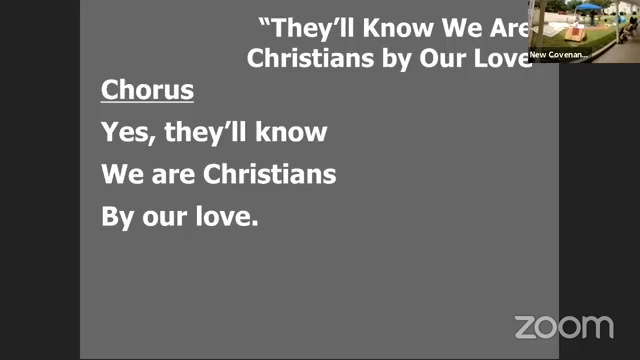 “They’ll Know We Are
Christians by Our Love
New Covenan...
Chorus
Yes, they’ll know
We are Christians
By our love.
zoom